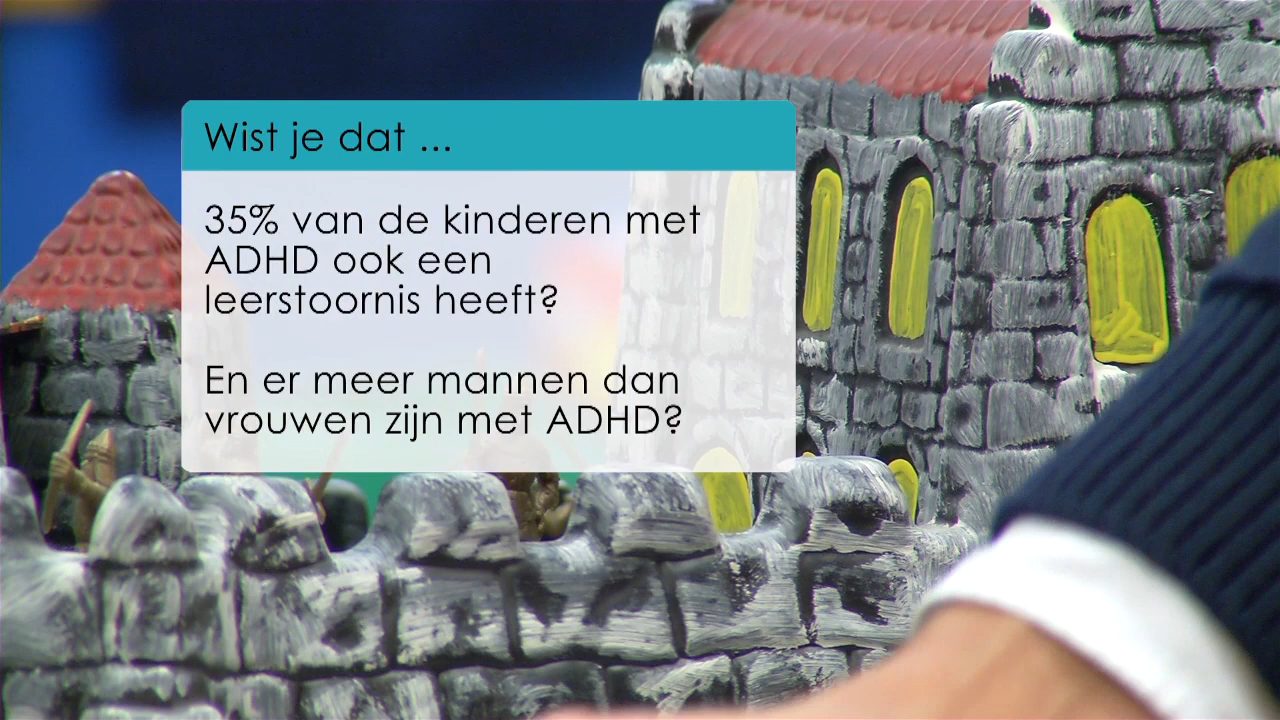 Wist je dat ...
35% van de kinderen met
ADHD ook een
leerstoornis heeft?
En er meer mannen dan
vrouwen zijn met ADHD?